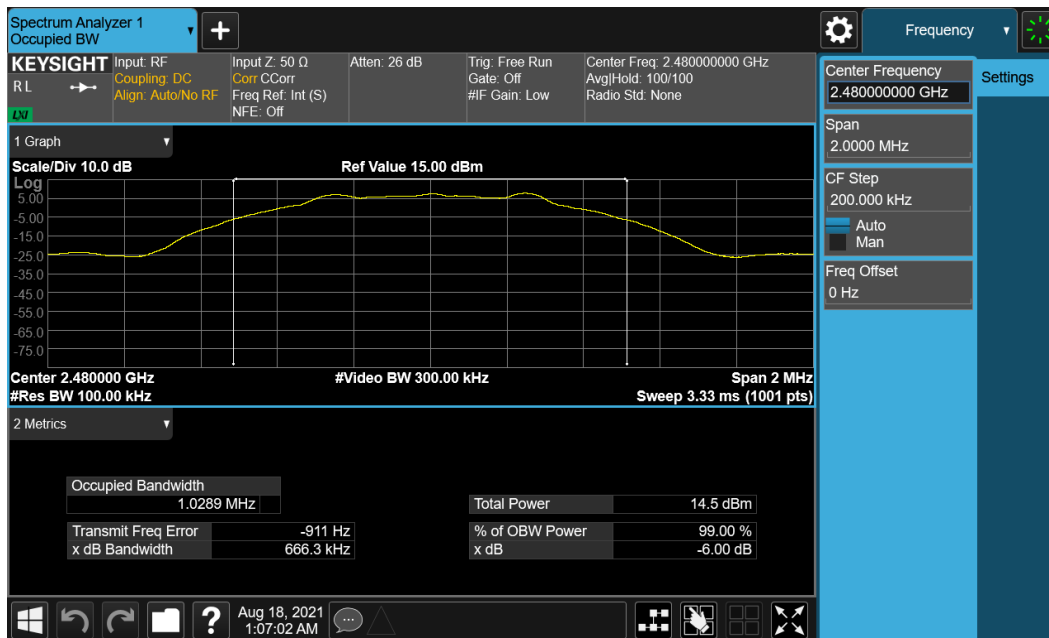 Spectrum Analyzer 1
Occupied BW
+
Frequency
KEYSIGHT
R L
LXI
Input: RF
Coupling: DC
Align: Auto/No RF
Input Z: 50 Ω
Corr CCorr
Freq Ref: Int (S)
NFE: Off
Atten: 26 dB
Trig: Free Run
Gate: Off
#IF Gain: Low
Center Freq: 2.480000000 GHz
Avg|Hold: 100/100
Radio Std: None
Center Frequency
2.480000000 GHz
Settings
Span
2.0000 MHz
CF Step
200.000 kHz
Auto
Man
Freq Offset
0 Hz
1 Graph
Scale/Div 10.0 dB
Ref Value 15.00 dBm
Log
5.00
-5.00
-15.0
-25.0
-35.0
-45.0
-55.0
-65.0
-75.0
Center 2.480000 GHz
#Video BW 300.00 kHz
Span 2 MHz
#Res BW 100.00 kHz
Sweep 3.33 ms (1001 pts)
2 Metrics
Occupied Bandwidth
1.0289 MHz
Total Power 14.5 dBm
Transmit Freq Error -911 Hz
% of OBW Power 99.00 %
x dB Bandwidth 666.3 kHz
x dB -6.00 dB
?
Aug 18, 2021
1:07:02 AM